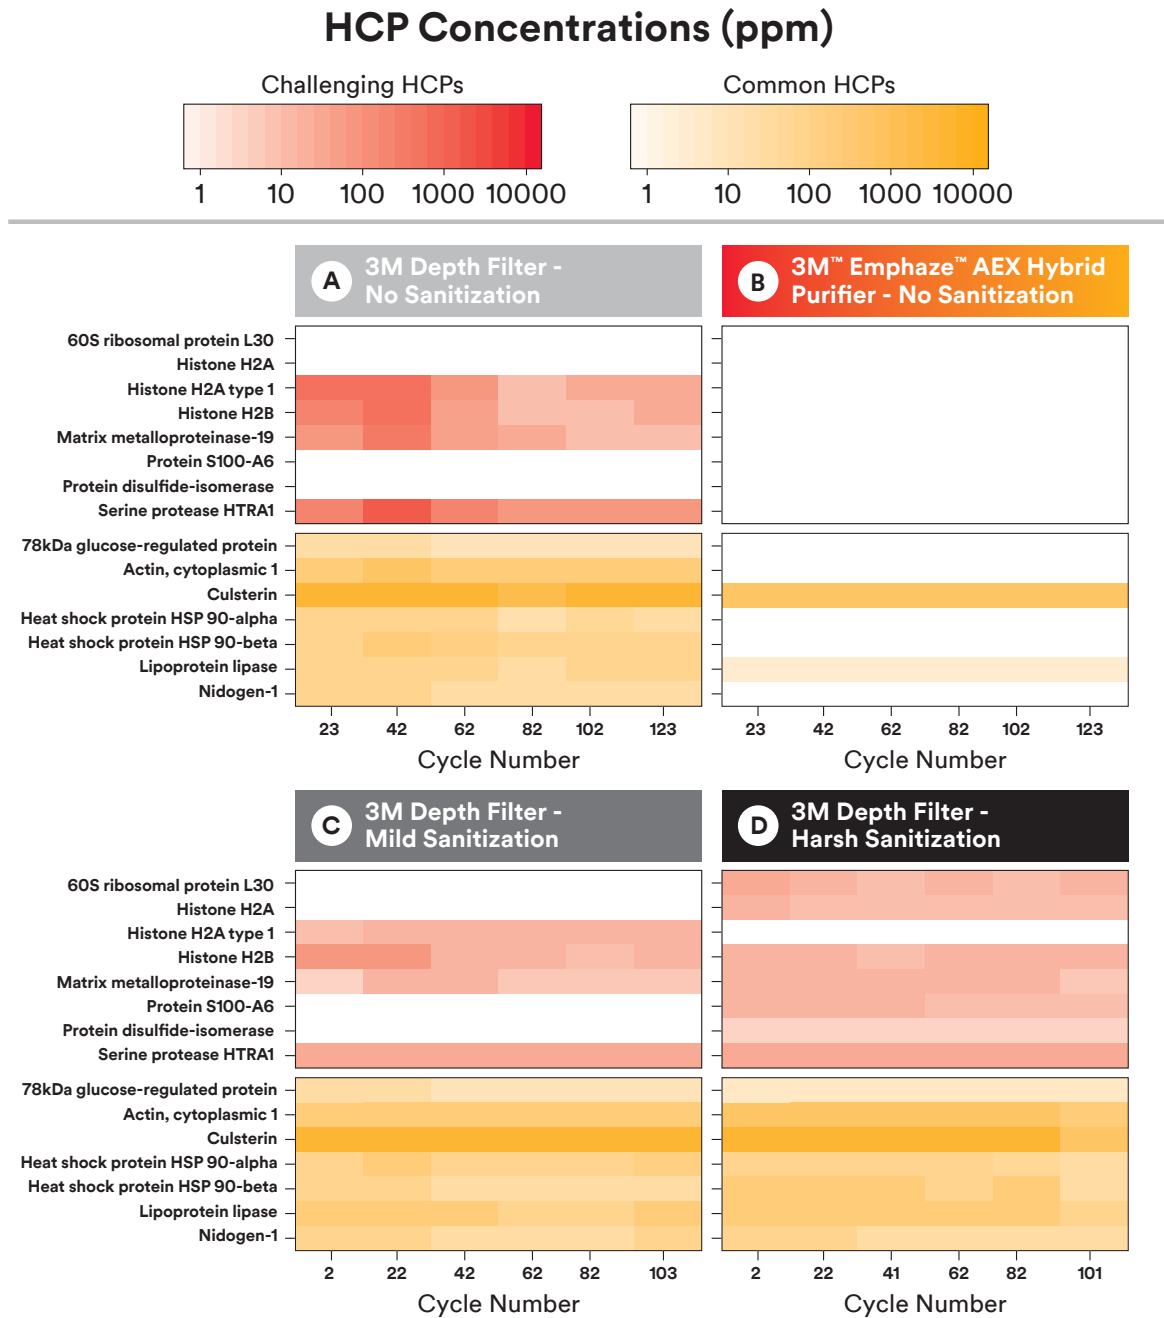 HCP Concentrations (ppm)
Challenging HCPs
1 10 100 1000 10000
Common HCPs
1 10 100 1000 10000
A
3M Depth Filter -
No Sanitization
B
3M™ Emphaze™ AEX Hybrid
Purifier - No Sanitization
60S ribosomal protein L30
Histone H2A
Histone H2A type 1
Histone H2B
Matrix metalloproteinase-19
Protein S100-A6
Protein disulfide-isomerase
Serine protease HTRA1
78kDa glucose-regulated protein
Actin, cytoplasmic 1
Culsterin
Heat shock protein HSP 90-alpha
Heat shock protein HSP 90-beta
Lipoprotein lipase
Nidogen-1
23 42 62 82 102 123
Cycle Number
23 42 62 82 102 123
Cycle Number
C
3M Depth Filter -
Mild Sanitization
D
3M Depth Filter -
Harsh Sanitization
60S ribosomal protein L30
Histone H2A
Histone H2A type 1
Histone H2B
Matrix metalloproteinase-19
Protein S100-A6
Protein disulfide-isomerase
Serine protease HTRA1
78kDa glucose-regulated protein
Actin, cytoplasmic 1
Culsterin
Heat shock protein HSP 90-alpha
Heat shock protein HSP 90-beta
Lipoprotein lipase
Nidogen-1
2 22 42 62 82 103
Cycle Number
2 22 41 62 82 101
Cycle Number